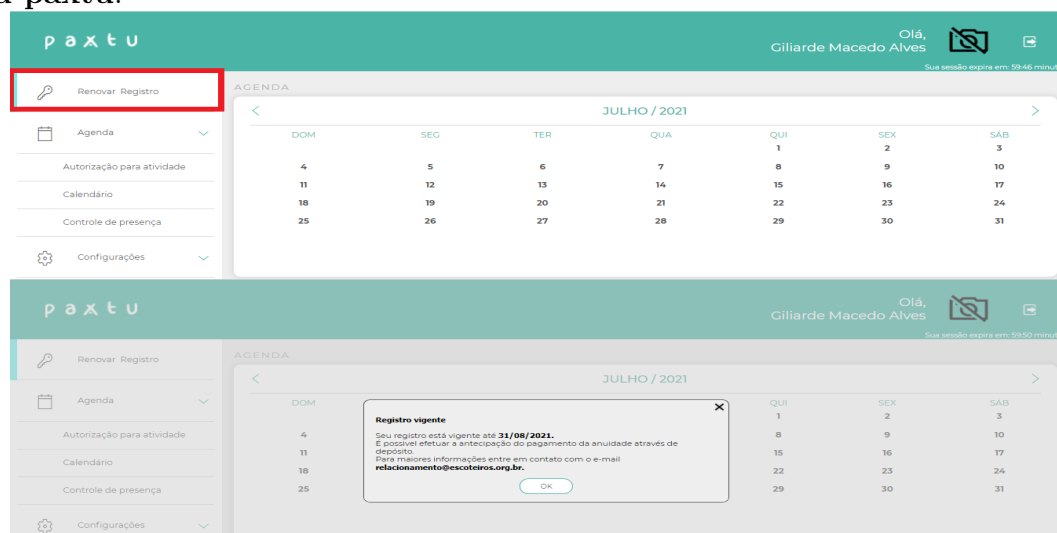 a paxtu.
paxtu
Olá,
Giliarde Macedo Alves
Sua sessão expira em: 59:46 minut
Renovar Registro
AGENDA
< JULHO / 2021 >
Agenda
DOM SEG TER QUA QUI SEX SÁB
1 2 3
Autorização para atividade
4 5 6 7 8 9 10
11 12 13 14 15 16 17
Calendário
18 19 20 21 22 23 24
Controle de presença
25 26 27 28 29 30 31
Configurações
paxtu
Olá,
Giliarde Macedo Alves
Sua sessão expira em: 59:50 minut
Renovar Registro
AGENDA
< JULHO / 2021 >
Agenda
DOM QUI SEX SÁB
1 2 3
Autorização para atividade
4 8 9 10
11 15 16 17
Calendário
18 22 23 24
Controle de presença
25 29 30 31
Configurações
Registro vigente
Seu registro está vigente até 31/08/2021.
É possível efetuar a antecipação do pagamento da anuidade através de
depósito.
Para maiores informações entre em contato com o e-mail
relacionamento@escoteiros.org.br.
OK